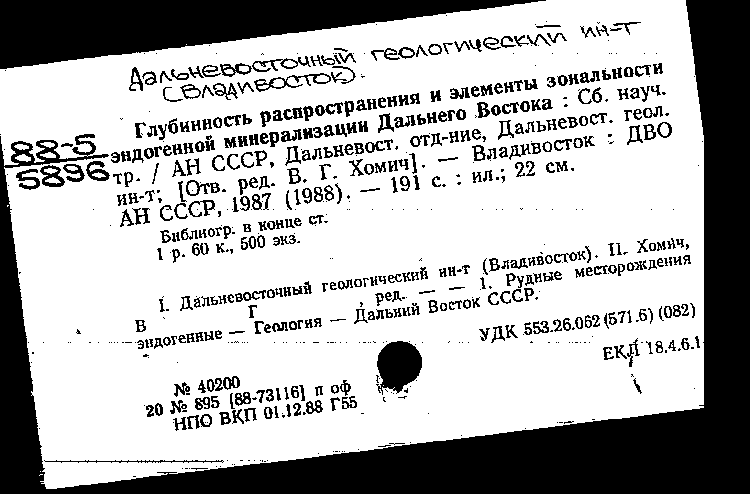 Дальневосточный геологический ин-т
(Владивосток).
Глубинность распространения и элементы зональности
88-5
5896
эндогенной минерализации Дальнего Востока : Сб. науч.
тр. / АН СССР, Дальневост. отд-ние, Дальневост. геол.
ин-т; [Отв. ред. В. Г. Хомич]. — Владивосток : ДВО
АН СССР, 1987 (1988). — 191 с. : ил.; 22 см.
Библиогр. в конце ст.
1 р. 60 к., 500 экз.
I. Дальневосточный геологический ин-т (Владивосток). II. Хомич,
В Г , ред. — — 1. Рудные месторождения
эндогенные — Геология — Дальний Восток СССР.
УДК 553.26.052 (571.6) (082)
ЕКЛ 18.4.6.1
№ 40200
20 № 895 [88-73116] п оф
НПО ВКП 01.12.88 Г55